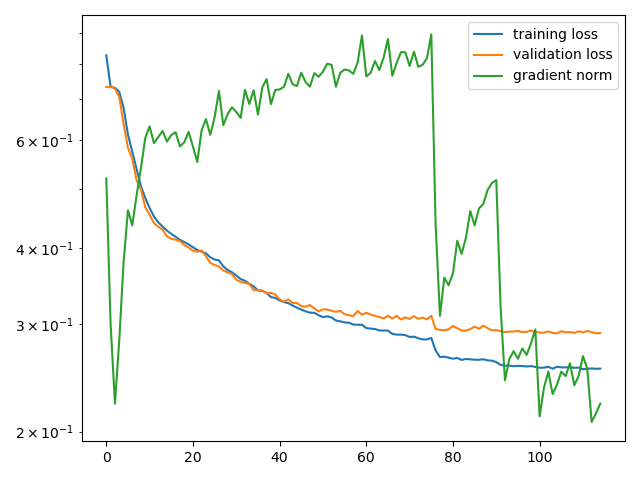 training loss
validation loss
gradient norm
6 × 10⁻¹
4 × 10⁻¹
3 × 10⁻¹
2 × 10⁻¹
0 20 40 60 80 100